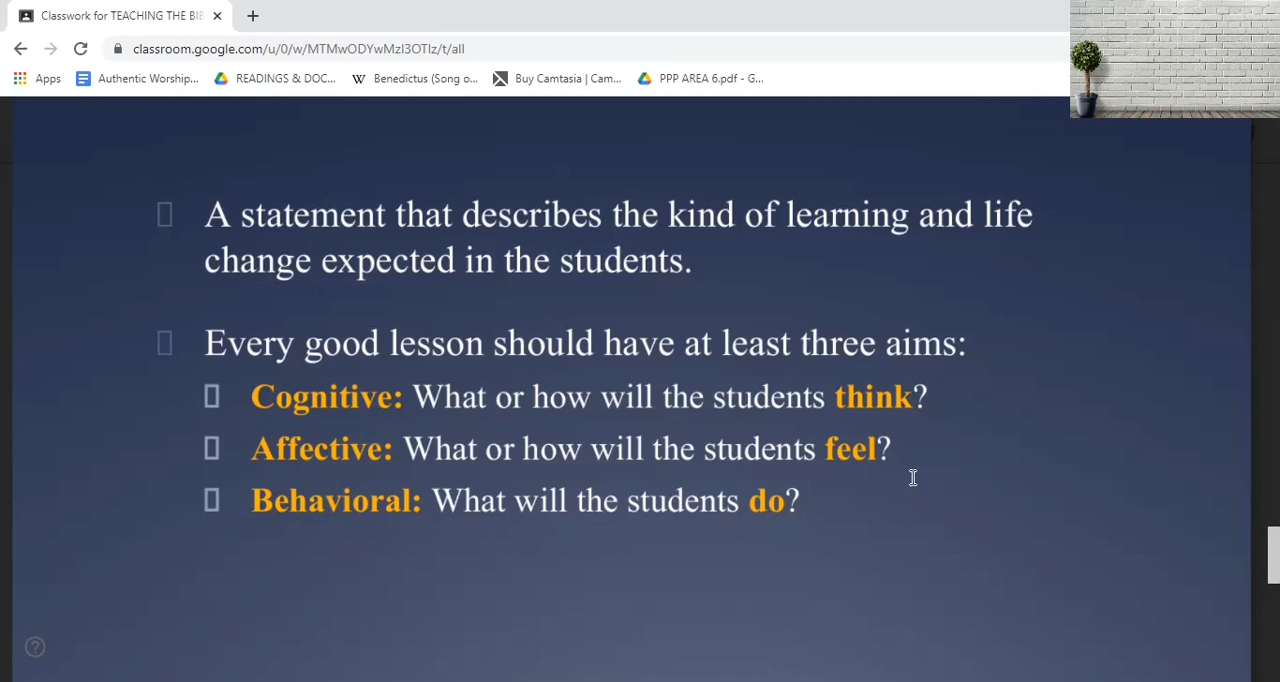 Classwork for TEACHING THE BIB
classroom.google.com/u/0/w/MTMwODYwMzI3OTIz/t/all
Apps
Authentic Worship...
READINGS & DOC...
W Benedictus (Song o...
Buy Camtasia | Cam...
PPP AREA 6.pdf - G...
A statement that describes the kind of learning and life
change expected in the students.
Every good lesson should have at least three aims:
Cognitive: What or how will the students think?
Affective: What or how will the students feel?
Behavioral: What will the students do?
?